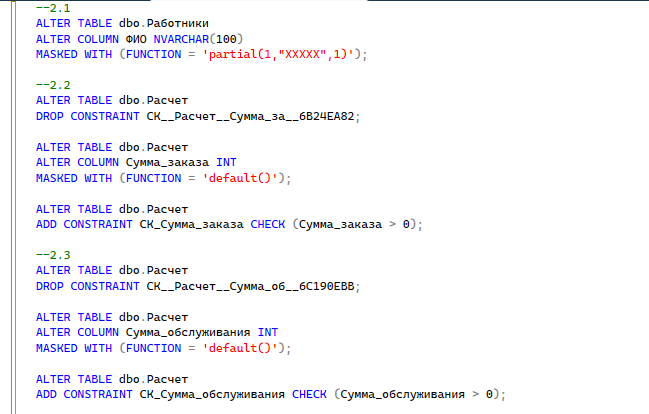 --2.1
ALTER TABLE dbo.Работники
ALTER COLUMN ФИО NVARCHAR(100)
MASKED WITH (FUNCTION = 'partial(1,"XXXXX",1)');
--2.2
ALTER TABLE dbo.Расчет
DROP CONSTRAINT CK__Расчет__Сумма_за__6B24EA82;
ALTER TABLE dbo.Расчет
ALTER COLUMN Сумма_заказа INT
MASKED WITH (FUNCTION = 'default()');
ALTER TABLE dbo.Расчет
ADD CONSTRAINT CK_Сумма_заказа CHECK (Сумма_заказа > 0);
--2.3
ALTER TABLE dbo.Расчет
DROP CONSTRAINT CK__Расчет__Сумма_об__6C190EBB;
ALTER TABLE dbo.Расчет
ALTER COLUMN Сумма_обслуживания INT
MASKED WITH (FUNCTION = 'default()');
ALTER TABLE dbo.Расчет
ADD CONSTRAINT CK_Сумма_обслуживания CHECK (Сумма_обслуживания > 0);